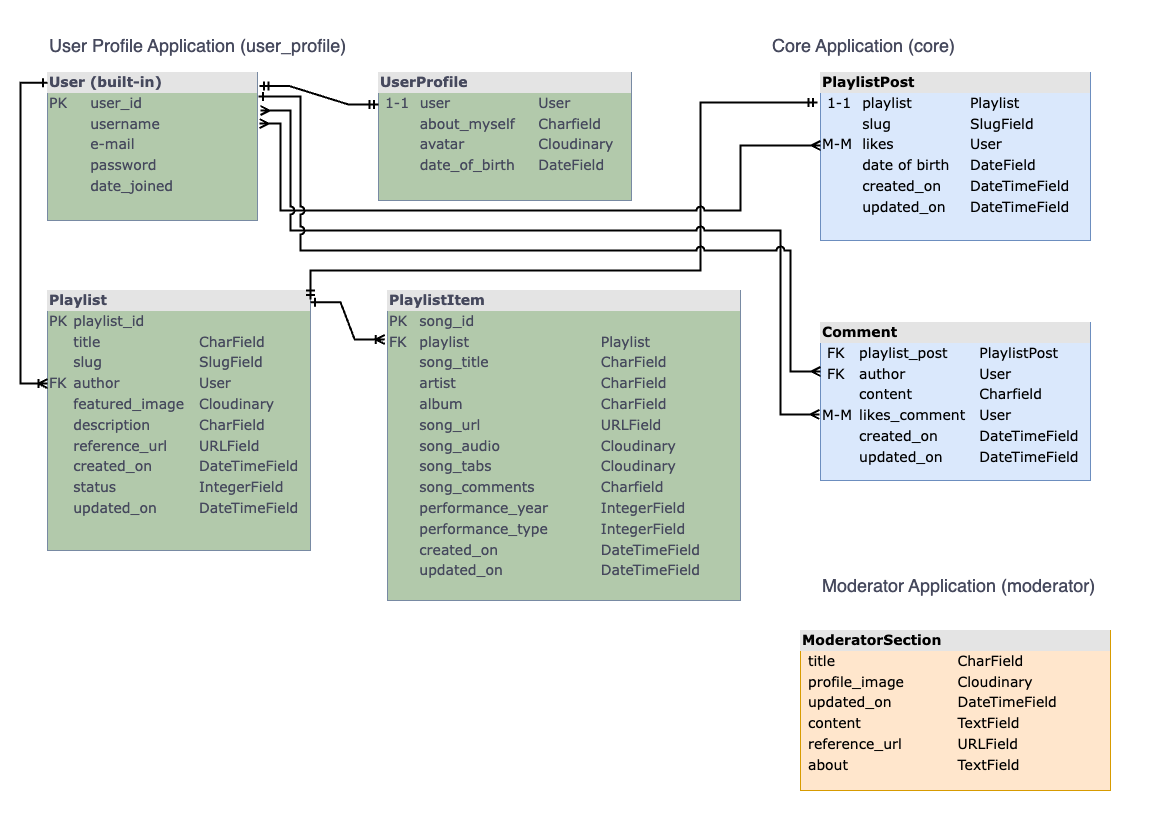 User Profile Application (user_profile)
Core Application (core)
User (built-in)
PK user_id
username
e-mail
password
date_joined
UserProfile
1-1 user User
about_myself Charfield
avatar Cloudinary
date_of_birth DateField
PlaylistPost
1-1 playlist Playlist
slug SlugField
M-M likes User
date of birth DateField
created_on DateTimeField
updated_on DateTimeField
Playlist
PK playlist_id
title CharField
slug SlugField
FK author User
featured_image Cloudinary
description CharField
reference_url URLField
created_on DateTimeField
status IntegerField
updated_on DateTimeField
PlaylistItem
PK song_id
FK playlist Playlist
song_title CharField
artist CharField
album CharField
song_url URLField
song_audio Cloudinary
song_tabs Cloudinary
song_comments Charfield
performance_year IntegerField
performance_type IntegerField
created_on DateTimeField
updated_on DateTimeField
Comment
FK playlist_post PlaylistPost
FK author User
content Charfield
M-M likes_comment User
created_on DateTimeField
updated_on DateTimeField
Moderator Application (moderator)
ModeratorSection
title CharField
profile_image Cloudinary
updated_on DateTimeField
content TextField
reference_url URLField
about TextField